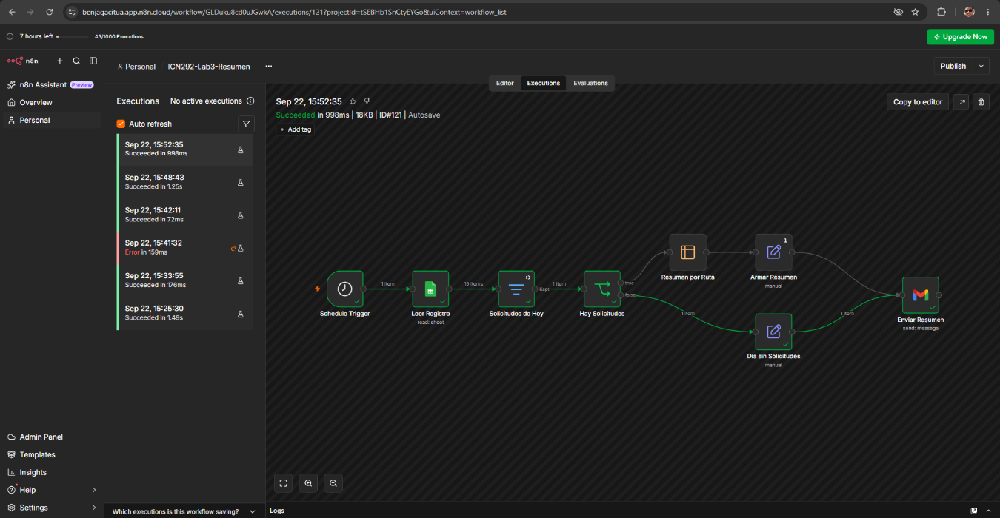 benjagacitua.app.n8n.cloud/workflow/GLDuku8cd0uJGwkA/executions/121?projectId=tSEBHb1SnCtyEYGo&uiContext=workflow_list
7 hours left
45/1000 Executions
Upgrade Now
n8n
Personal
ICN292-Lab3-Resumen
...
Publish
n8n Assistant Preview
Overview
Personal
Editor
Executions
Evaluations
Executions
No active executions
Auto refresh
Sep 22, 15:52:35
Succeeded in 998ms
Sep 22, 15:48:43
Succeeded in 1.25s
Sep 22, 15:42:11
Succeeded in 72ms
Sep 22, 15:41:32
Error in 159ms
Sep 22, 15:33:55
Succeeded in 176ms
Sep 22, 15:25:30
Succeeded in 1.49s
Sep 22, 15:52:35
Succeeded in 998ms | 18KB | ID#121 | Autosave
+ Add tag
Copy to editor
1 item
15 items
Kept
1 item
true
false
1 item
1 item
1
Schedule Trigger
Leer Registro
read: sheet
Solicitudes de Hoy
Hay Solicitudes
Resumen por Ruta
Armar Resumen
manual
Día sin Solicitudes
manual
Enviar Resumen
send: message
Admin Panel
Templates
Insights
Help
Settings
Which executions is this workflow saving?
Logs